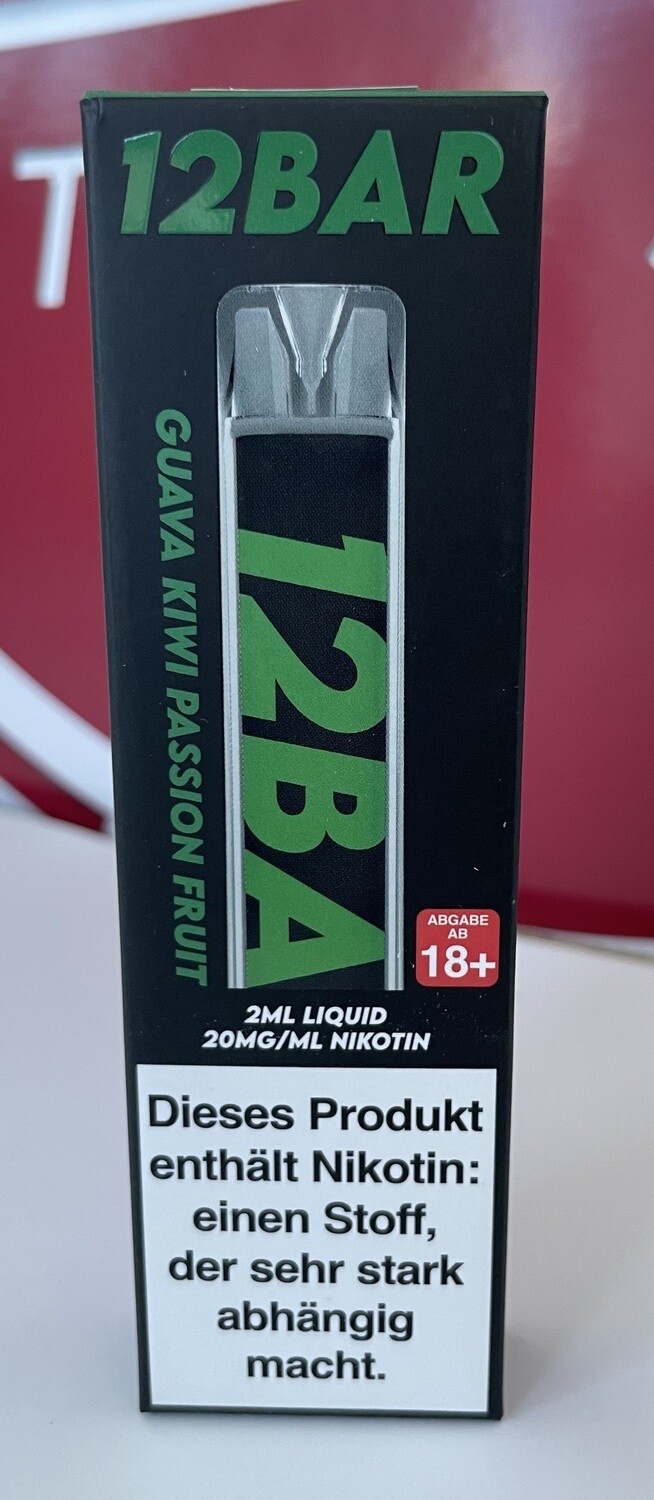 12BAR
GUAVA KIWI PASSION FRUIT
12BA
ABGABE
AB
18+
2ML LIQUID
20MG/ML NIKOTIN
Dieses Produkt
enthält Nikotin:
einen Stoff,
der sehr stark
abhängig
macht.
T